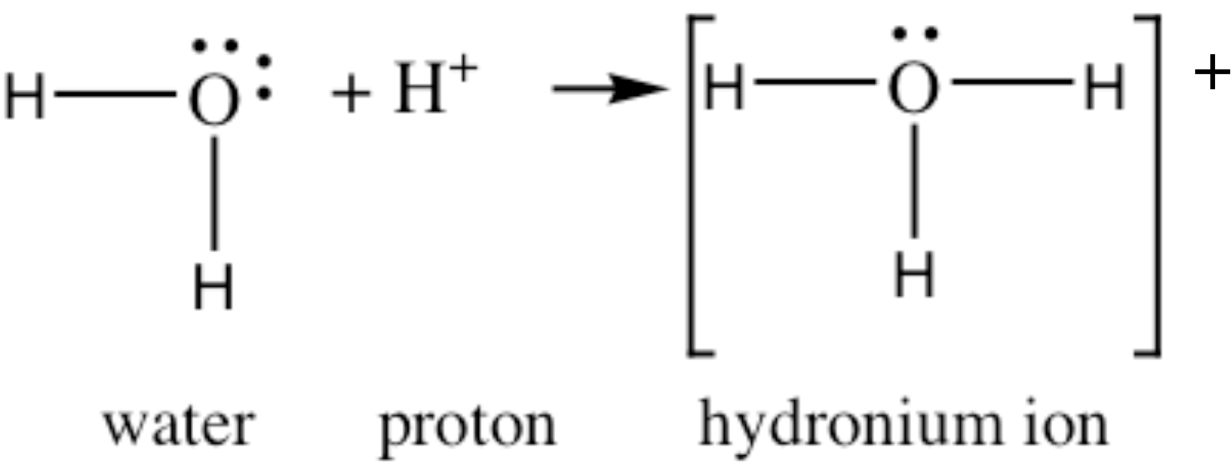 H O + H⁺ H O H +
H H
water proton hydronium ion